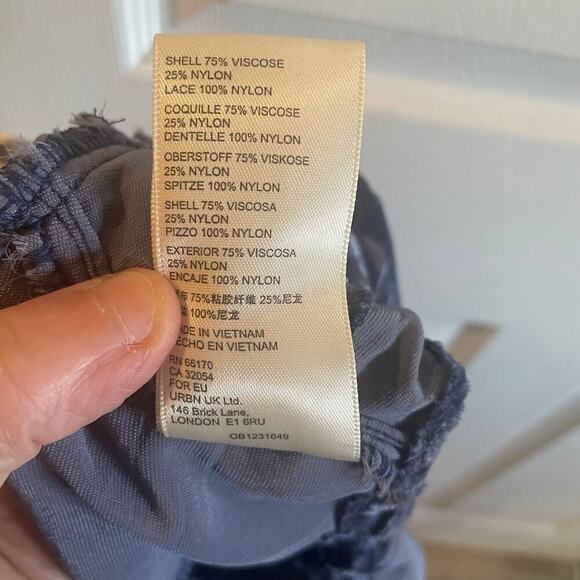 SHELL 75% VISCOSE
25% NYLON
LACE 100% NYLON
COQUILLE 75% VISCOSE
25% NYLON
DENTELLE 100% NYLON
OBERSTOFF 75% VISKOSE
25% NYLON
SPITZE 100% NYLON
SHELL 75% VISCOSA
25% NYLON
PIZZO 100% NYLON
EXTERIOR 75% VISCOSA
25% NYLON
ENCAJE 100% NYLON
布 75%粘胶纤维 25%尼龙
100%尼龙
DE IN VIETNAM
ECHO EN VIETNAM
RN 66170
CA 32054
FOR EU
URBN UK Ltd.
146 Brick Lane,
LONDON E1 6RU
OB1231649